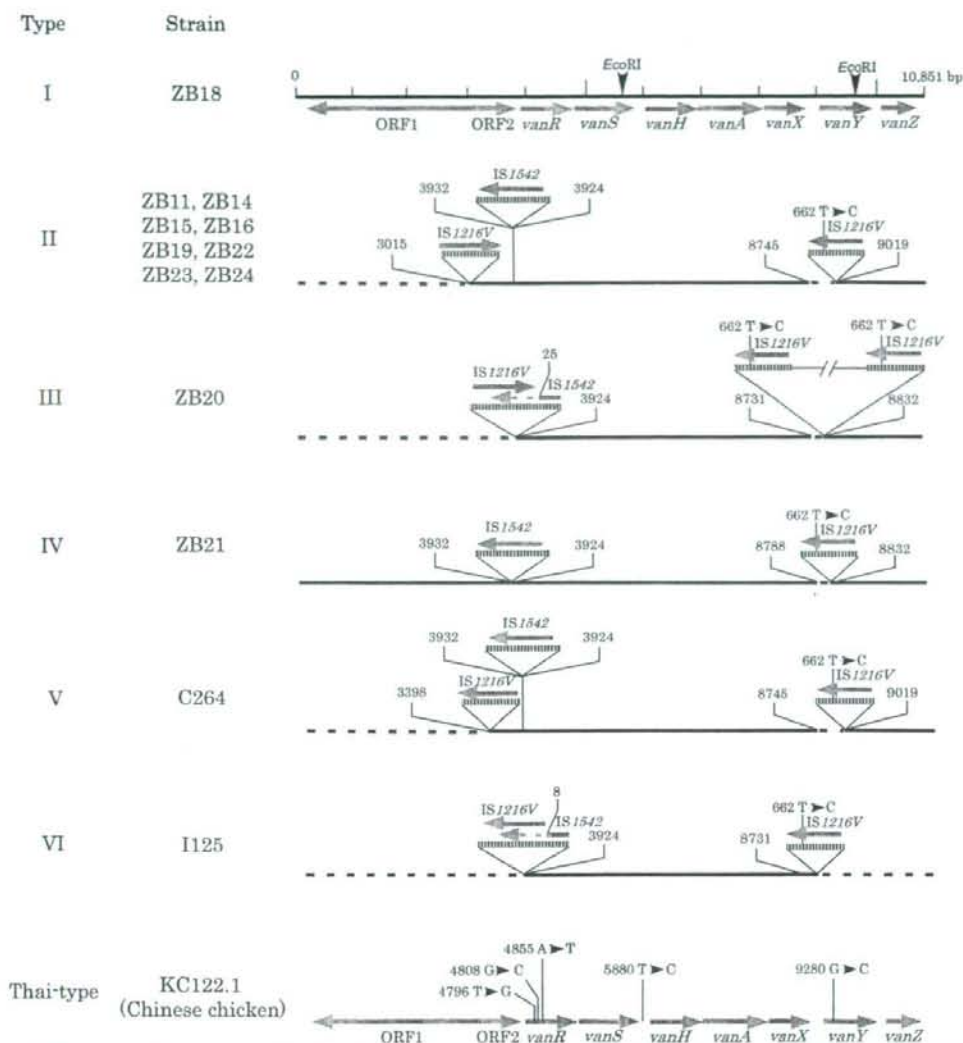 Type Strain
I ZB18
0 EcoRI EcoRI 10,851 bp
ORF1 ORF2 vanR vanS vanH vanA vanX vanY vanZ
II
ZB11, ZB14
ZB15, ZB16
ZB19, ZB22
ZB23, ZB24
IS1542
3932 3924
IS1216V
3015
662 T ► C
IS1216V
8745 9019
III ZB20
25
IS1216V IS1542
3924
662 T ► C 662 T ► C
IS1216V IS1216V
8731 8832
IV ZB21
IS1542
3932 3924
662 T ► C
IS1216V
8788 8832
V C264
IS1542
3932 3924
IS1216V
3398
662 T ► C
IS1216V
8745 9019
VI I125
8
IS1216V IS1542
3924
662 T ► C
IS1216V
8731
Thai-type KC122.1
(Chinese chicken)
4855 A ► T
4808 G ► C
4796 T ► G
5880 T ► C
9280 G ► C
ORF1 ORF2 vanR vanS vanH vanA vanX vanY vanZ